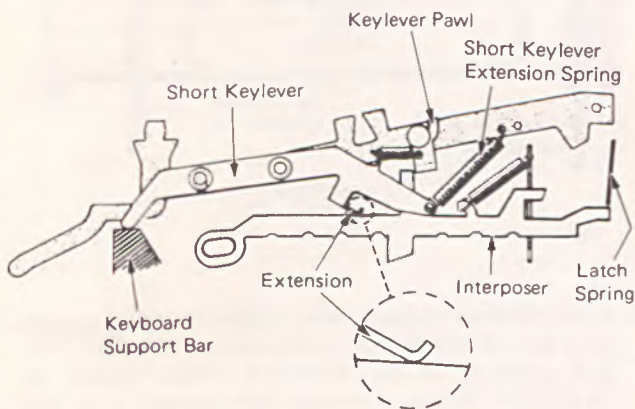 Keylever Pawl
Short Keylever
Extension Spring
Short Keylever
Extension
Interposer
Latch
Spring
Keyboard
Support Bar